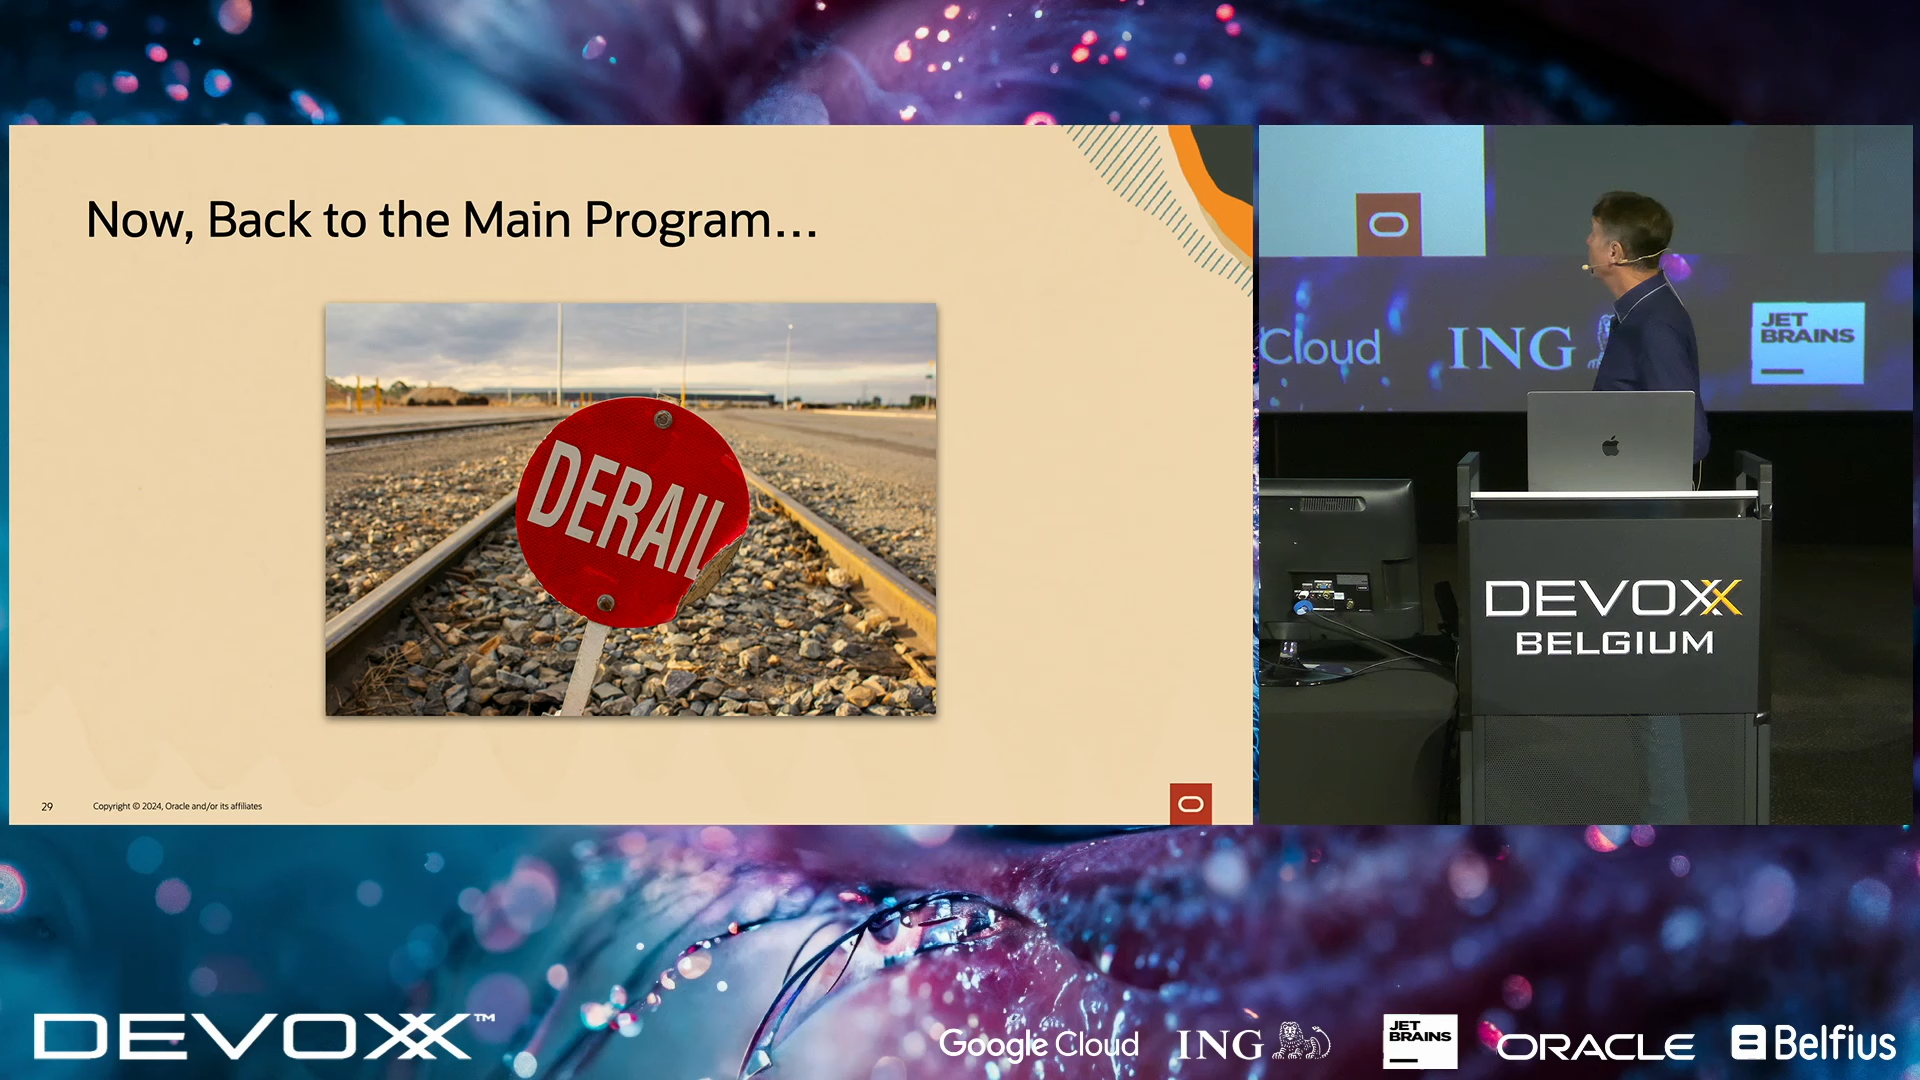 Now, Back to the Main Program...
DERAIL
29
Copyright © 2024, Oracle and/or its affiliates
Cloud
ING
JET
BRAINS
DEVOXX
BELGIUM
DEVOXX™
Google Cloud
ING
JET
BRAINS
ORACLE
Belfius